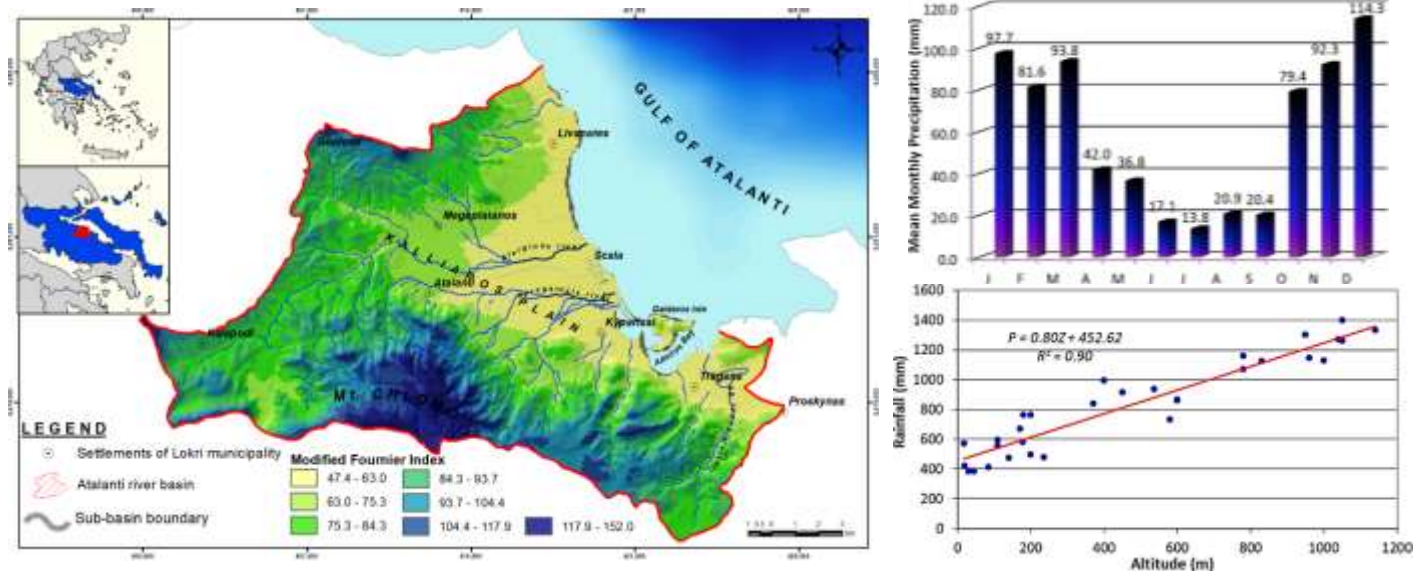 GULF OF ATALANTI
Livanates
Megaplatanos
KILLIAROS PLAIN
Scala
Atalanti
Kyparissi
Gaidaros Isle
Tragana
Proskynas
Mt.
LEGEND
Settlements of Lokri municipality
Atalanti river basin
Sub-basin boundary
Modified Fournier Index
47.4 - 63.0
84.3 - 93.7
63.0 - 75.3
93.7 - 104.4
75.3 - 84.3
104.4 - 117.9
117.9 - 152.0
Mean Monthly Precipitation (mm)
120.0
100.0
80.0
60.0
40.0
20.0
0.0
97.7
81.6
93.8
42.0
36.8
17.1
13.8
20.9
20.4
79.4
92.3
114.3
J F M A M J J A S O N D
Rainfall (mm)
1600
1400
1200
1000
800
600
400
200
0
P = 0.80Z + 452.62
R² = 0.90
0 200 400 600 800 1000 1200
Altitude (m)